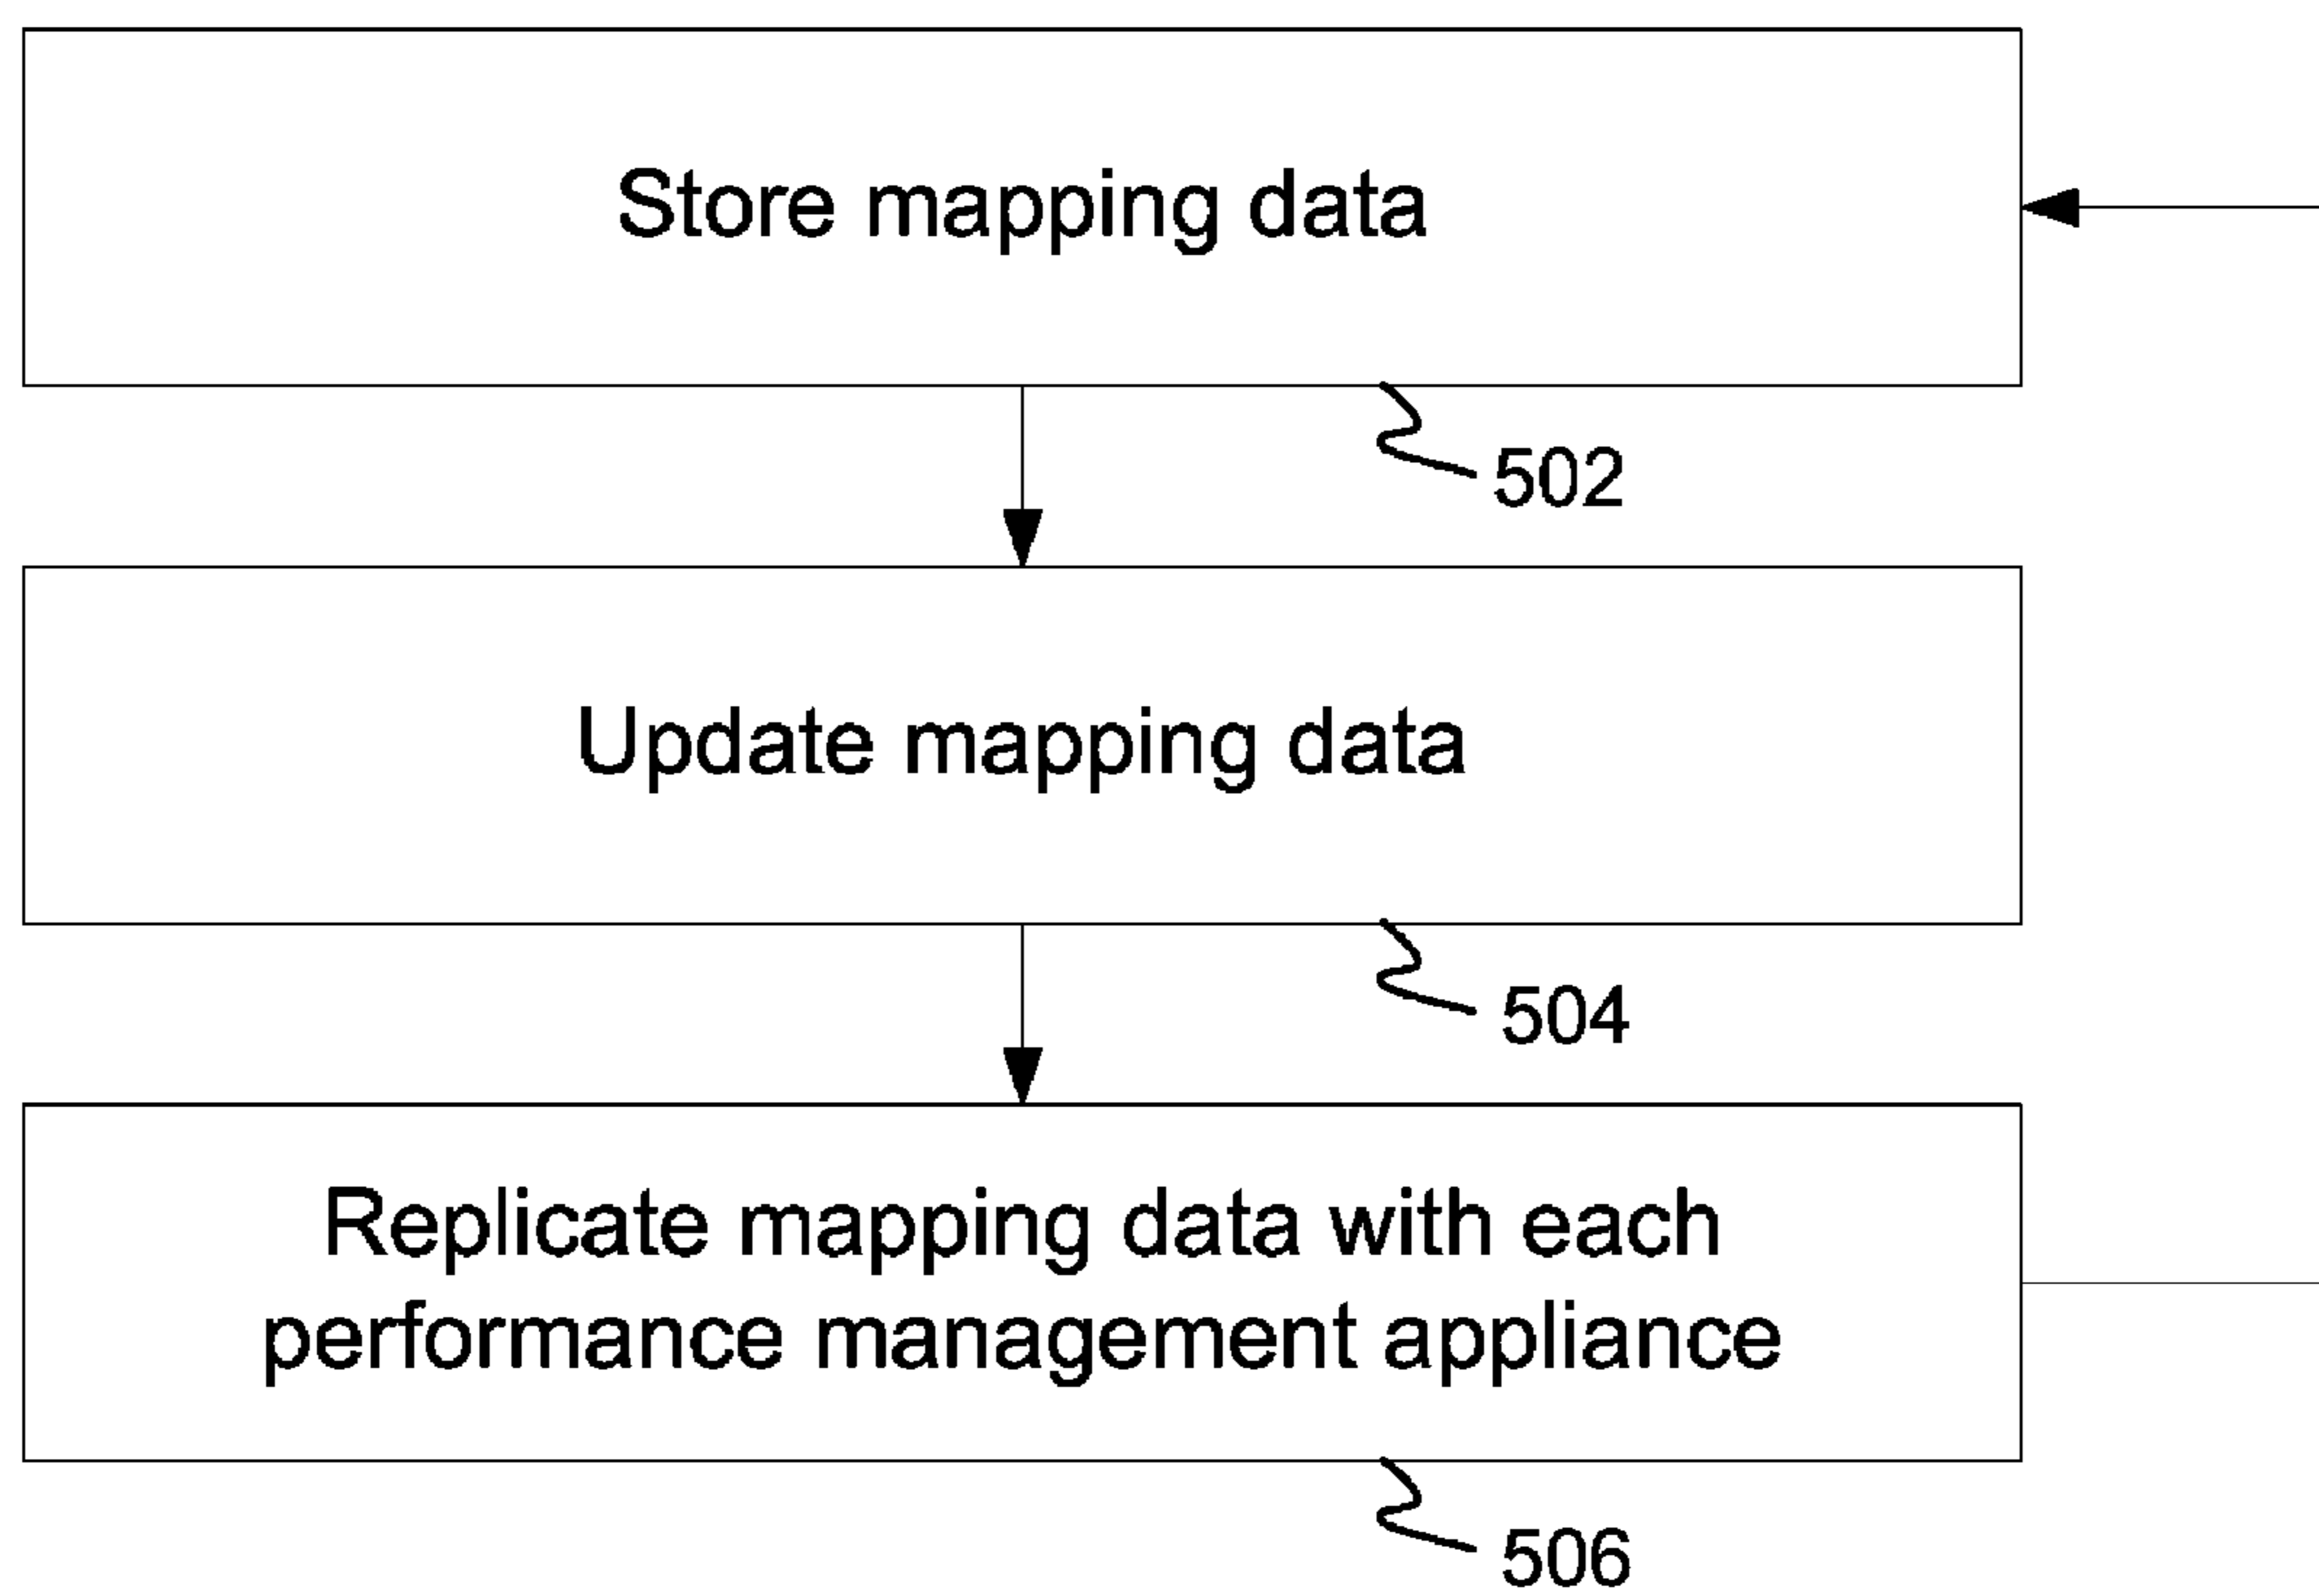 Store mapping data
502
Update mapping data
504
Replicate mapping data with each
performance management appliance
506